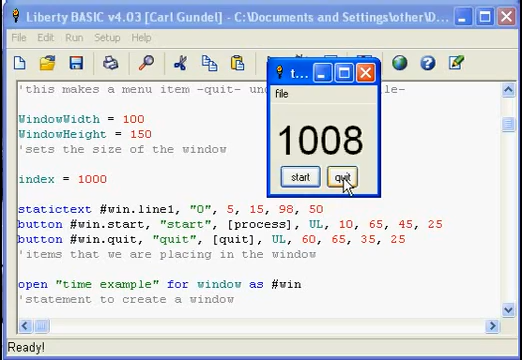 Liberty BASIC v4.03 [Carl Gundel] - C:\Documents and Settings\other\D...
File Edit Run Setup Help
'this makes a menu item -quit- un
le-
t...
file
1008
start quit
WindowWidth = 100
WindowHeight = 150
'sets the size of the window
index = 1000
statictext #win.line1, "0", 5, 15, 98, 50
button #win.start, "start", [process], UL, 10, 65, 45, 25
button #win.quit, "quit", [quit], UL, 60, 65, 35, 25
'items that we are placing in the window
open "time example" for window as #win
'statement to create a window
Ready!